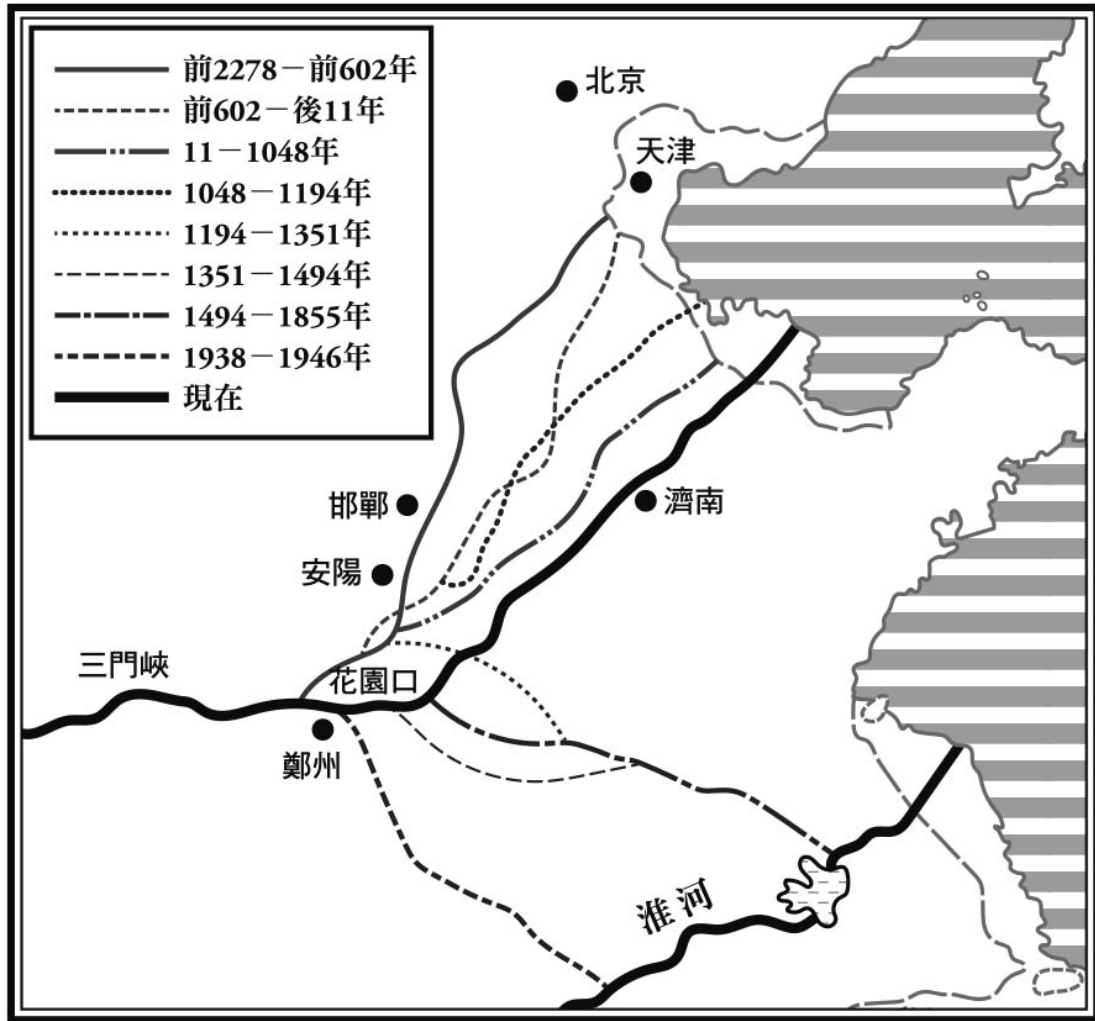 前2278－前602年
前602－後11年
11－1048年
1048－1194年
1194－1351年
1351－1494年
1494－1855年
1938－1946年
現在
北京
天津
邯鄲
濟南
安陽
三門峽
花園口
鄭州
淮河